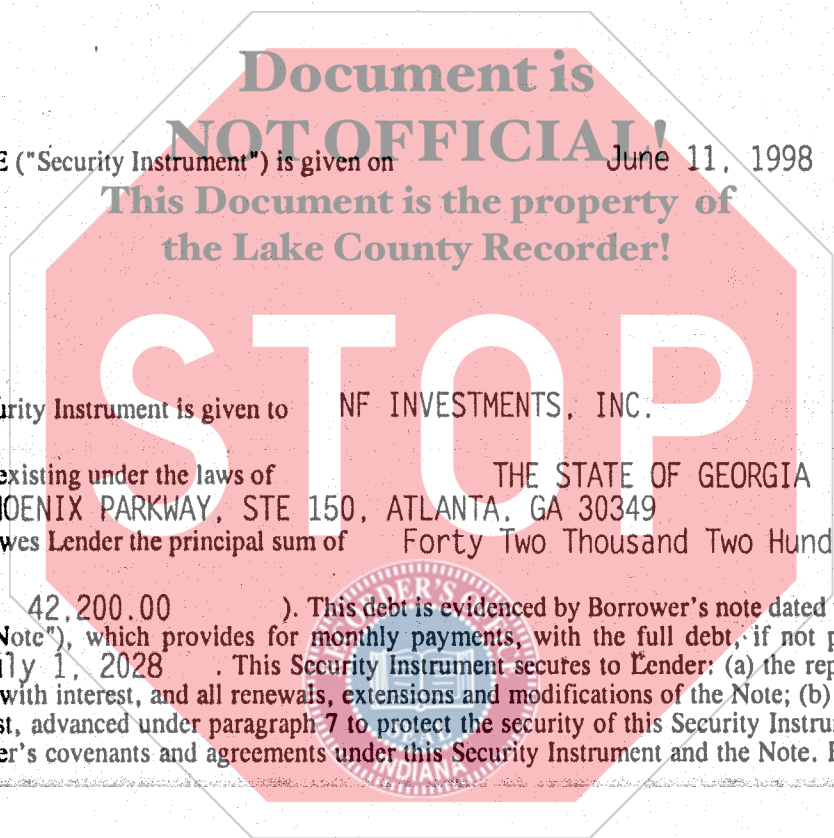 Document is
NOT OFFICIAL!
E ("Security Instrument") is given on June 11, 1998
This Document is the property of
the Lake County Recorder!
STOP
urity Instrument is given to NF INVESTMENTS, INC.
existing under the laws of THE STATE OF GEORGIA
OENIX PARKWAY, STE 150, ATLANTA, GA 30349
wes Lender the principal sum of Forty Two Thousand Two Hund
42,200.00 ). This debt is evidenced by Borrower's note dated
Note"), which provides for monthly payments, with the full debt, if not p
ly 1, 2028 . This Security Instrument secures to Lender: (a) the rep
with interest, and all renewals, extensions and modifications of the Note; (b)
st, advanced under paragraph 7 to protect the security of this Security Instru
er's covenants and agreements under this Security Instrument and the Note.
INDIANA